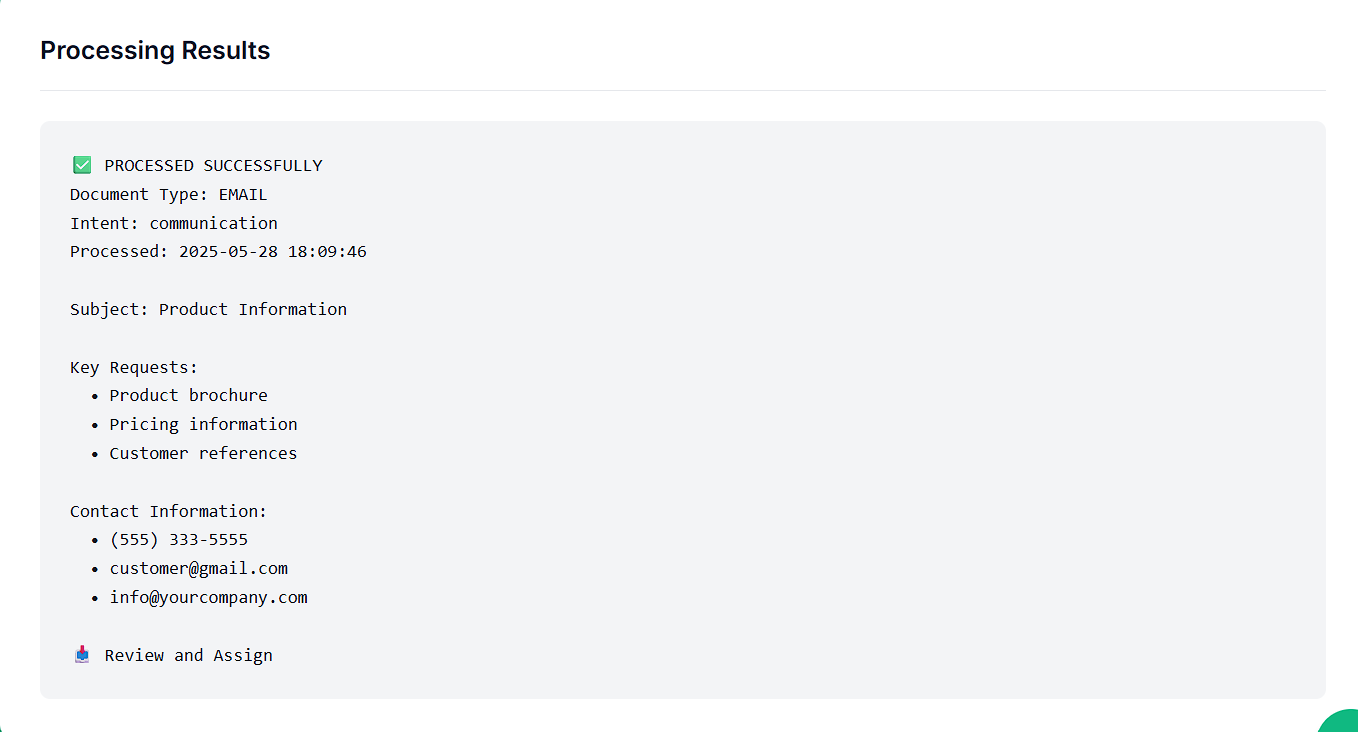 Processing Results
✅ PROCESSED SUCCESSFULLY
Document Type: EMAIL
Intent: communication
Processed: 2025-05-28 18:09:46
Subject: Product Information
Key Requests:
• Product brochure
• Pricing information
• Customer references
Contact Information:
• (555) 333-5555
• customer@gmail.com
• info@yourcompany.com
📥 Review and Assign